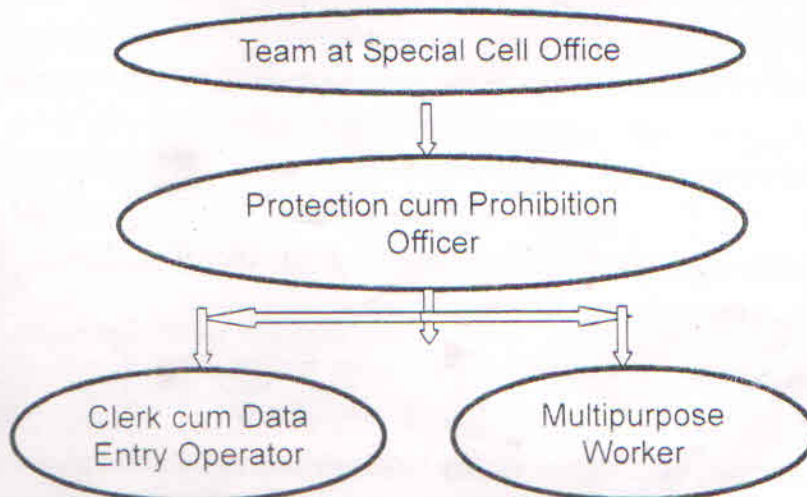 Team at Special Cell Office
Protection cum Prohibition
Officer
Clerk cum Data
Entry Operator
Multipurpose
Worker